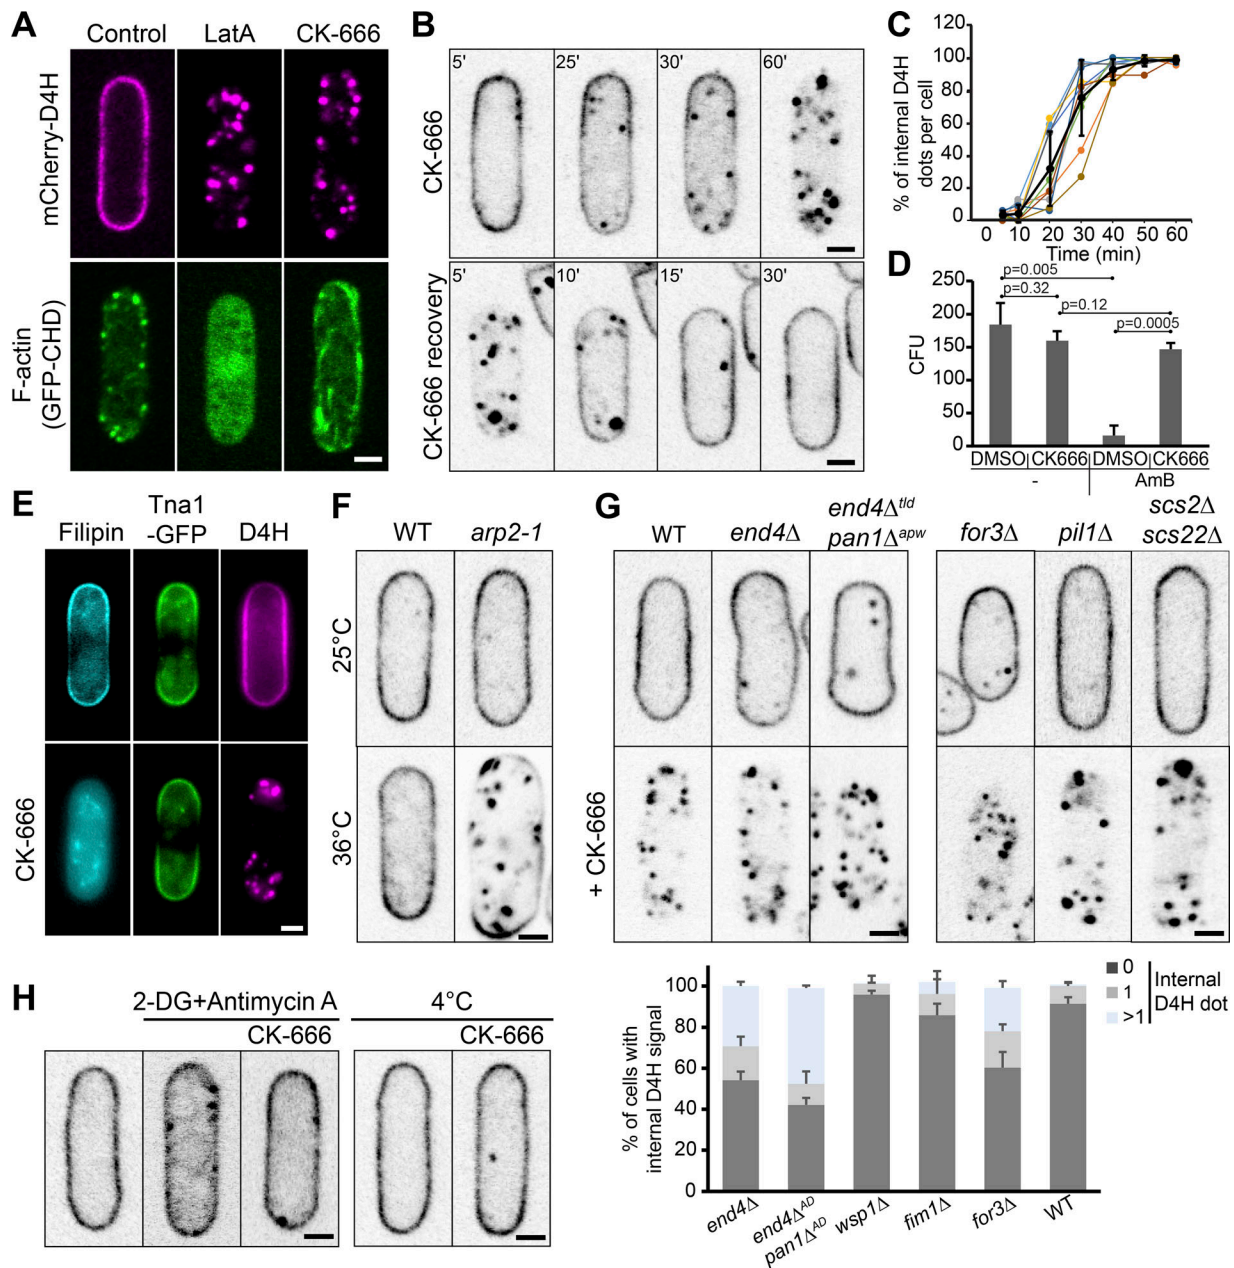 A
Control
LatA
CK-666
mCherry-D4H
F-actin
(GFP-CHD)
B
5'
25'
30'
60'
CK-666
5'
10'
15'
30'
CK-666 recovery
C
120
100
80
60
40
20
0
% of internal D4H
dots per cell
0
10
20
30
40
50
60
Time (min)
D
250
200
150
100
50
0
CFU
p=0.005
p=0.32
p=0.12
p=0.0005
DMSO
CK666
DMSO
CK666
-
AmB
E
Filipin
Tna1
-GFP
D4H
CK-666
F
WT
arp2-1
25°C
36°C
G
WT
end4Δ
end4Δtld
pan1Δapw
for3Δ
pil1Δ
scs2Δ
scs22Δ
+ CK-666
100
80
60
40
20
0
% of cells with
internal D4H signal
end4Δ
end4ΔAD
pan1ΔAD
wsp1Δ
fim1Δ
for3Δ
WT
0
1
>1
Internal
D4H dot
H
2-DG+Antimycin A
CK-666
4°C
CK-666